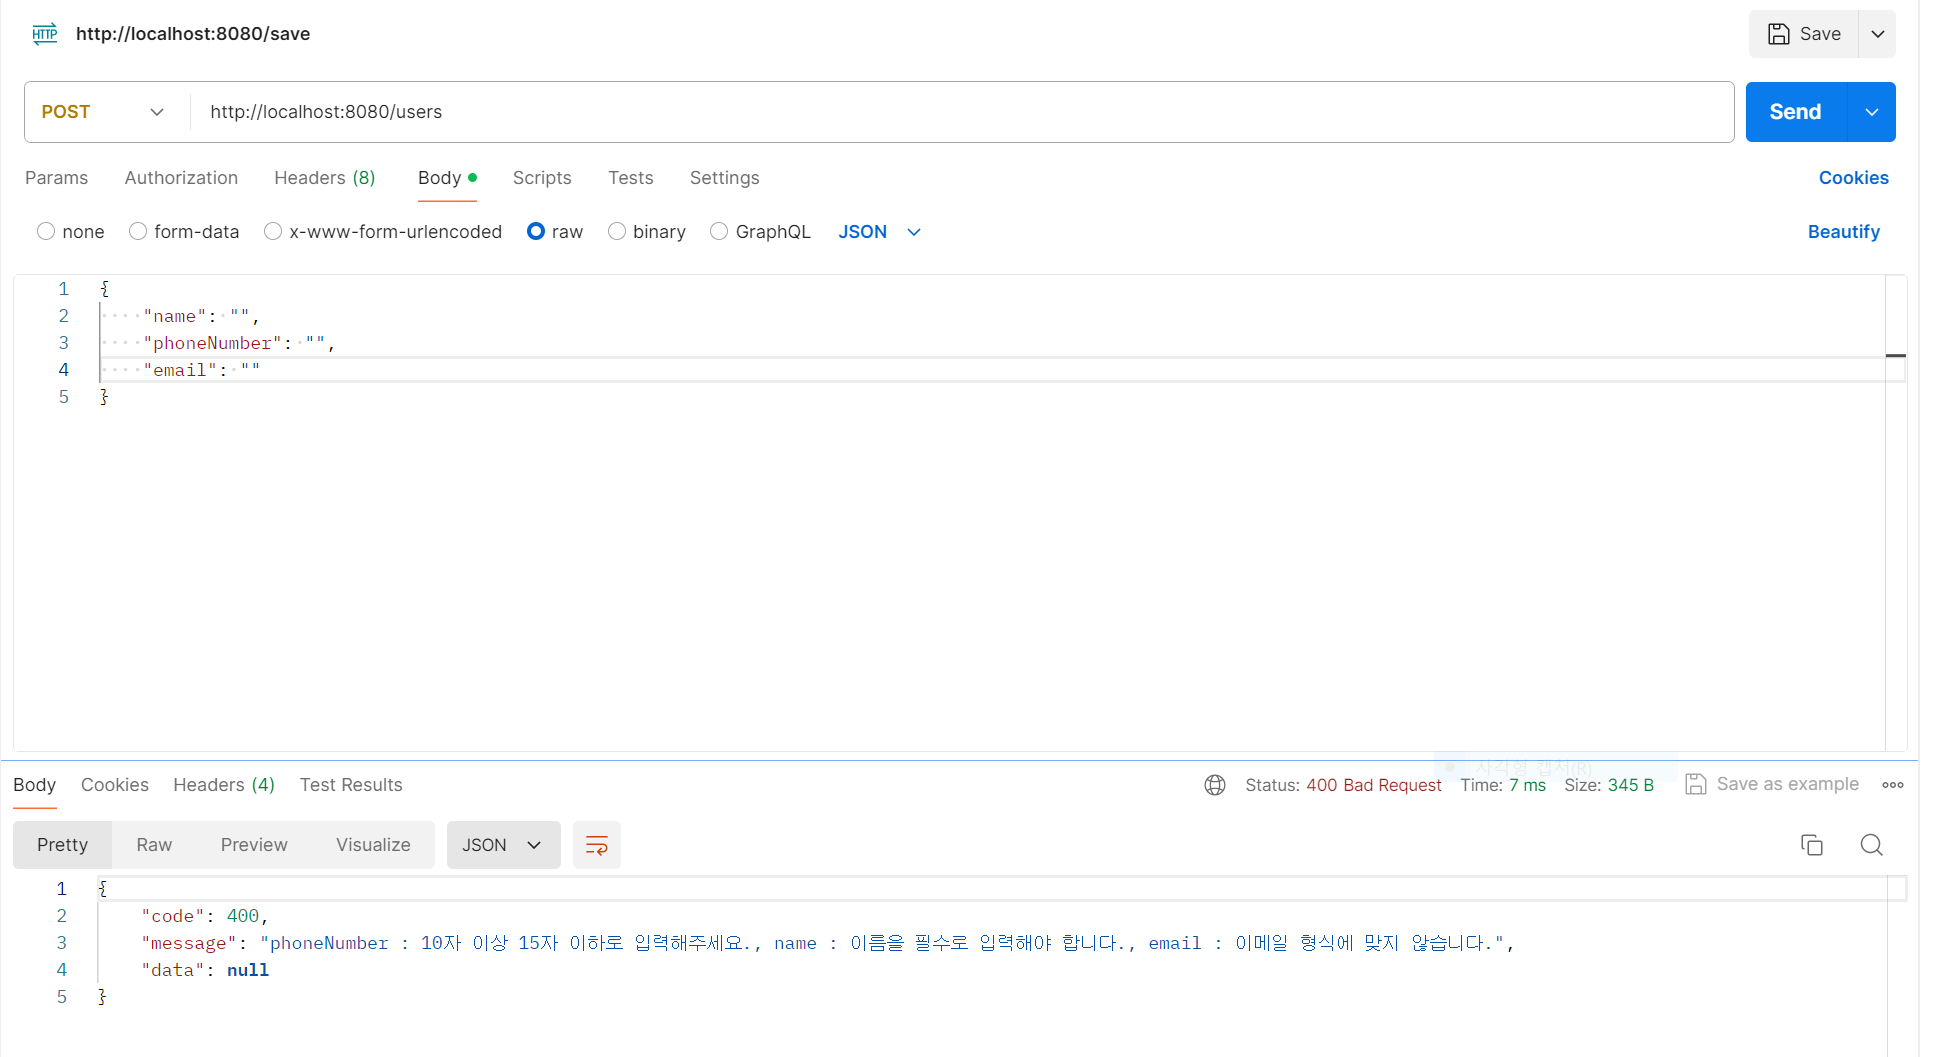 HTTP http://localhost:8080/save Save
POST http://localhost:8080/users Send
Params Authorization Headers (8) Body Scripts Tests Settings Cookies
none form-data x-www-form-urlencoded raw binary GraphQL JSON Beautify
1 {
2 ····"name":·"",
3 ····"phoneNumber":·"",
4 ····"email":·""
5 }
사각형 캡처(R)
Body Cookies Headers (4) Test Results Status: 400 Bad Request Time: 7 ms Size: 345 B Save as example
Pretty Raw Preview Visualize JSON
1 {
2 "code": 400,
3 "message": "phoneNumber : 10자 이상 15자 이하로 입력해주세요., name : 이름을 필수로 입력해야 합니다., email : 이메일 형식에 맞지 않습니다.",
4 "data": null
5 }